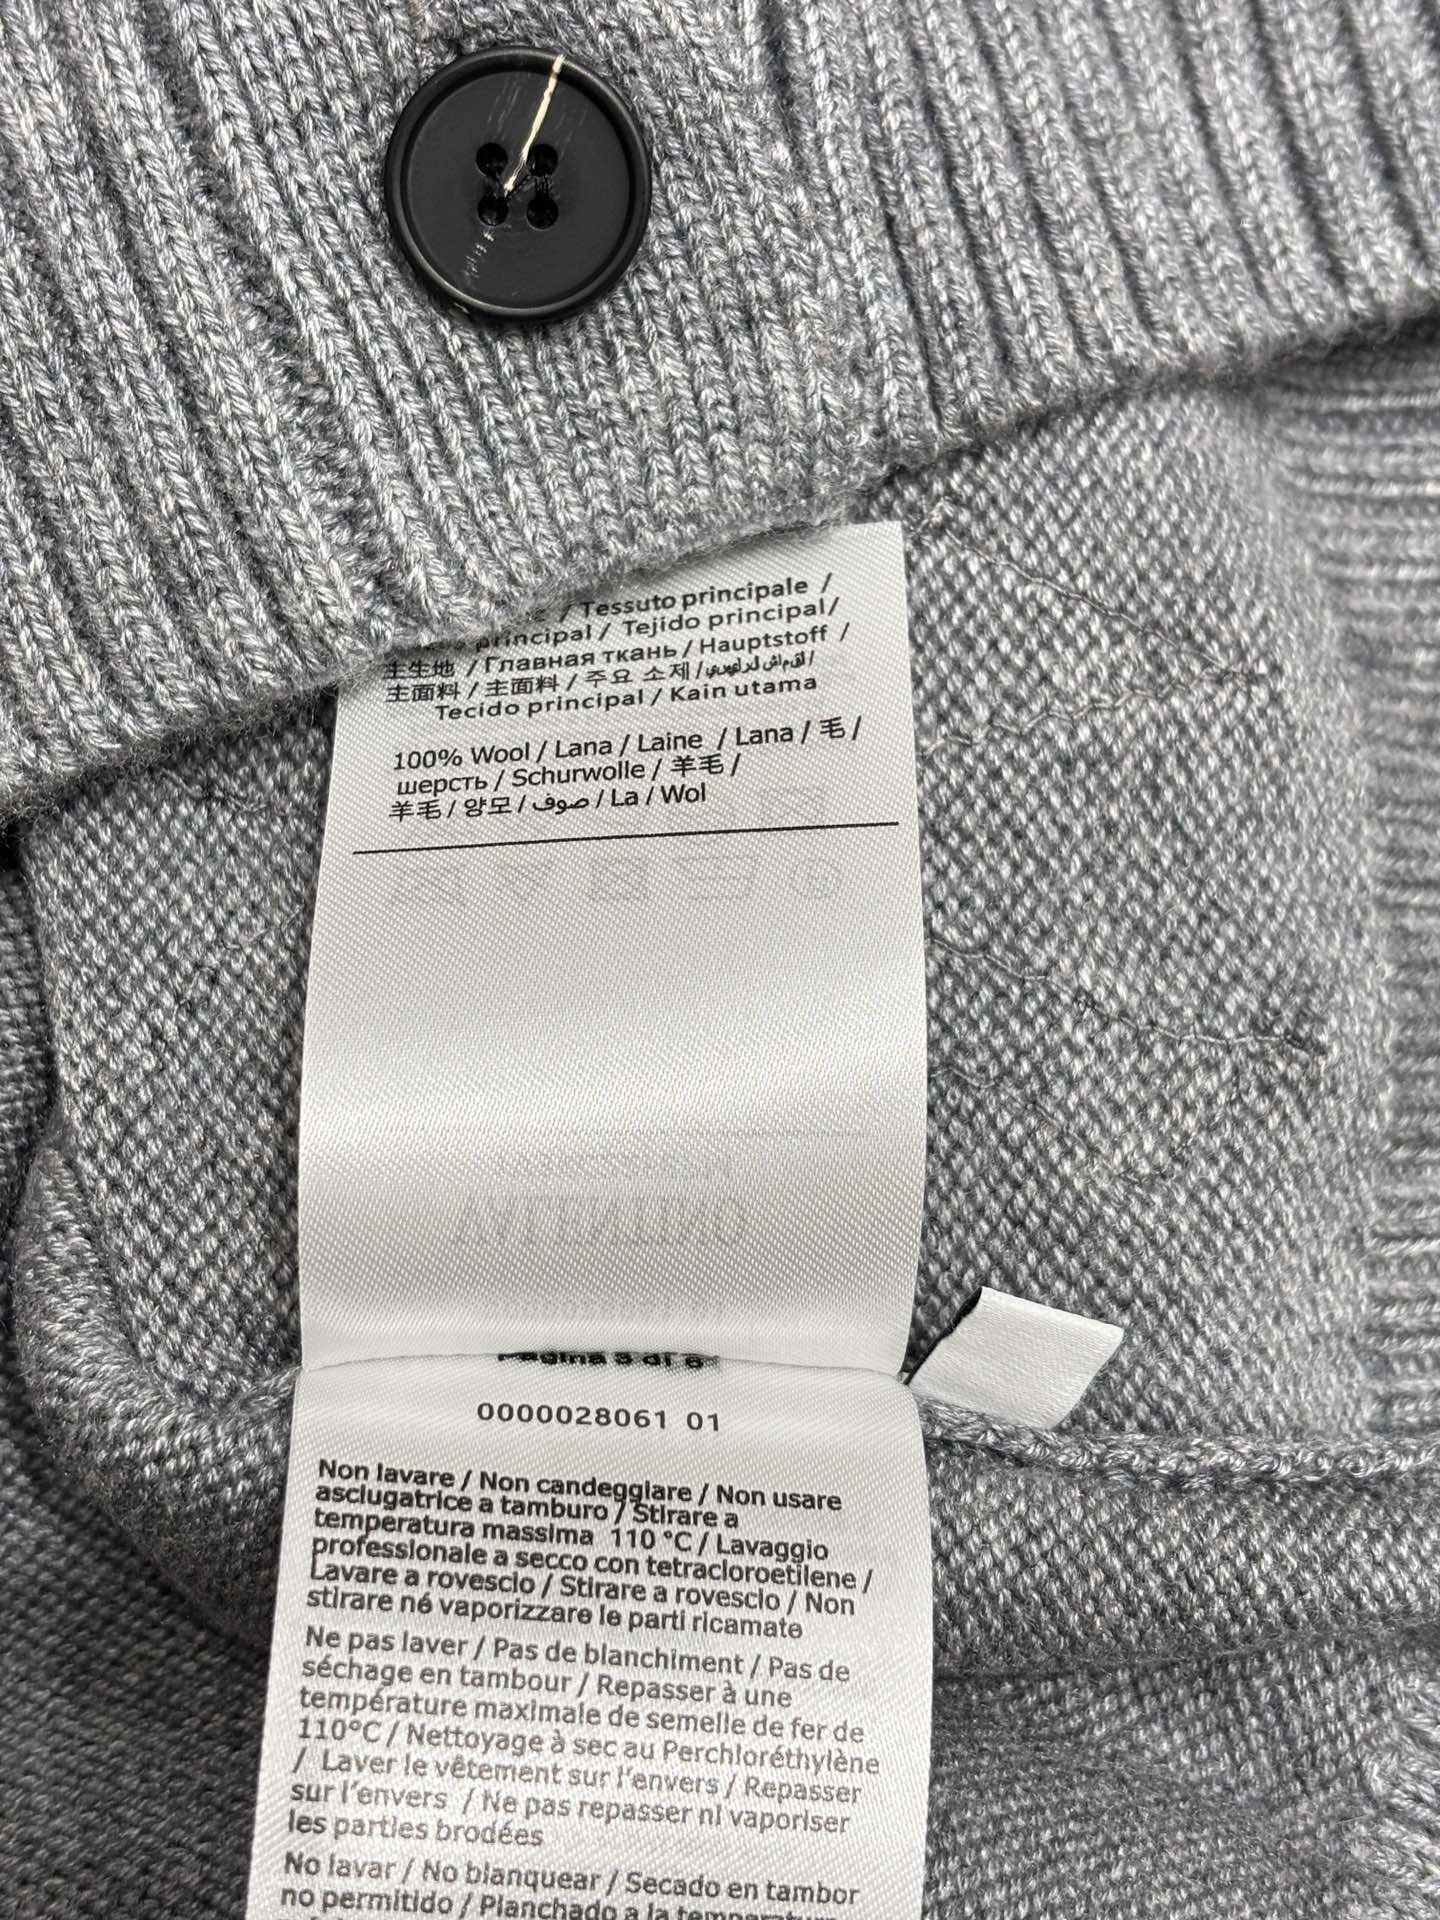 / Tessuto principale /
principal / Tejido principal/
主生地 / Главная ткань / Hauptstoff /
主面料 / 主面料 / 주요 소재 /
Tecido principal / Kain utama
100% Wool / Lana / Laine / Lana / 毛 /
шерсть / Schurwolle / 羊毛 /
羊毛 / 양모 / صوف / La / Wol
Pagina 3 di 6
0000028061 01
Non lavare / Non candeggiare / Non usare
asciugatrice a tamburo / Stirare a
temperatura massima 110 °C / Lavaggio
professionale a secco con tetracloroetilene /
Lavare a rovescio / Stirare a rovescio / Non
stirare né vaporizzare le parti ricamate
Ne pas laver / Pas de blanchiment / Pas de
séchage en tambour / Repasser à une
température maximale de semelle de fer de
110°C / Nettoyage à sec au Perchloréthylène
/ Laver le vêtement sur l'envers / Repasser
sur l'envers / Ne pas repasser ni vaporiser
les parties brodées
No lavar / No blanquear / Secado en tambor
no permitido / Planchado a la temperatura